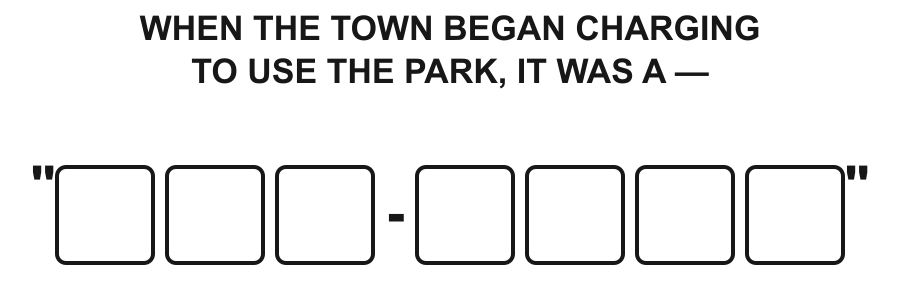 WHEN THE TOWN BEGAN CHARGING
TO USE THE PARK, IT WAS A —
" - "